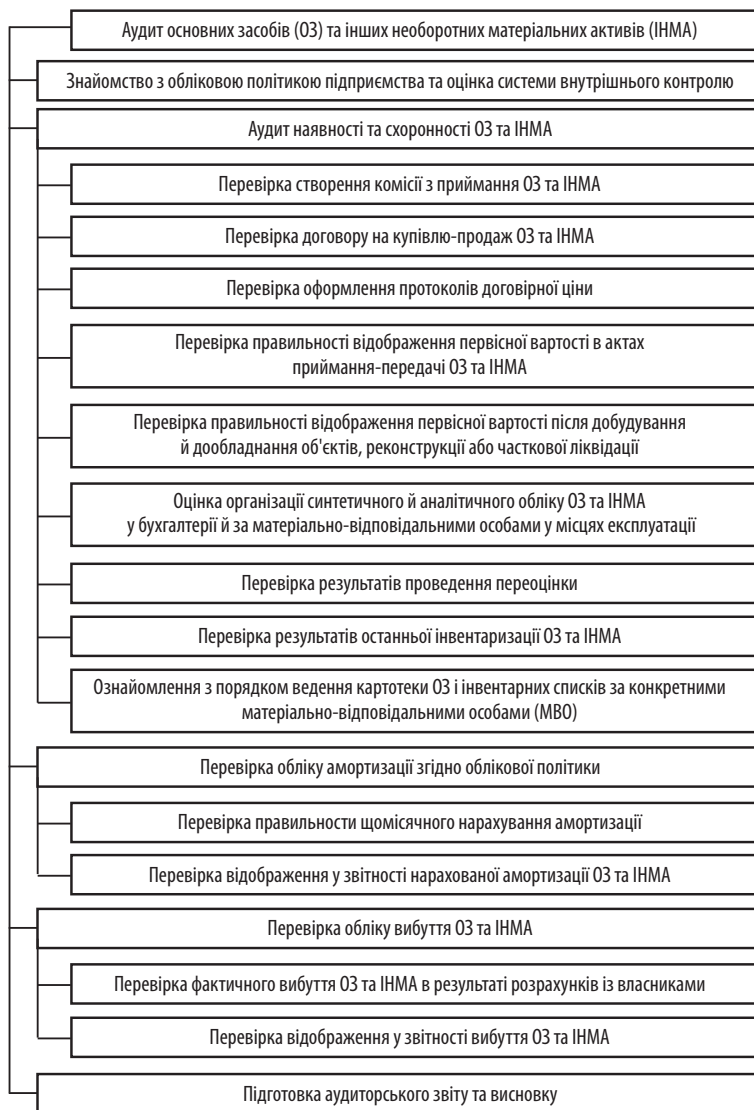 Аудит основних засобів (ОЗ) та інших необоротних матеріальних активів (ІНМА)
Знайомство з обліковою політикою підприємства та оцінка системи внутрішнього контролю
Аудит наявності та схоронності ОЗ та ІНМА
Перевірка створення комісії з приймання ОЗ та ІНМА
Перевірка договору на купівлю-продаж ОЗ та ІНМА
Перевірка оформлення протоколів договірної ціни
Перевірка правильності відображення первісної вартості в актах
приймання-передачі ОЗ та ІНМА
Перевірка правильності відображення первісної вартості після добудування
й дообладнання об'єктів, реконструкції або часткової ліквідації
Оцінка організації синтетичного й аналітичного обліку ОЗ та ІНМА
у бухгалтерії й за матеріально-відповідальними особами у місцях експлуатації
Перевірка результатів проведення переоцінки
Перевірка результатів останньої інвентаризації ОЗ та ІНМА
Ознайомлення з порядком ведення картотеки ОЗ і інвентарних списків за конкретними
матеріально-відповідальними особами (МВО)
Перевірка обліку амортизації згідно облікової політики
Перевірка правильности щомісячного нарахування амортизації
Перевірка відображення у звітності нарахованої амортизації ОЗ та ІНМА
Перевірка обліку вибуття ОЗ та ІНМА
Перевірка фактичного вибуття ОЗ та ІНМА в результаті розрахунків із власниками
Перевірка відображення у звітності вибуття ОЗ та ІНМА
Підготовка аудиторського звіту та висновку